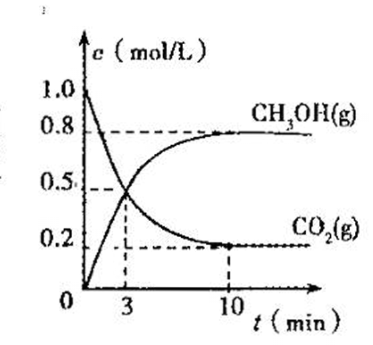 c (mol/L)
1.0
0.8
CH₃OH(g)
0.5
0.2
CO₂(g)
0
3
10
t (min)